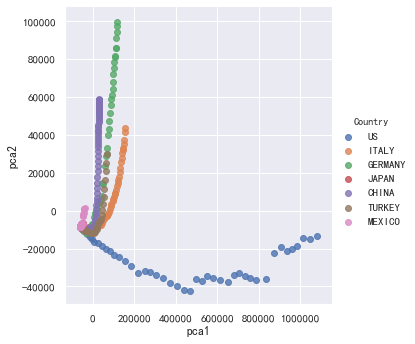 100000
80000
60000
40000
20000
0
−20000
−40000
pca2
0
200000
400000
600000
800000
1000000
pca1
Country
US
ITALY
GERMANY
JAPAN
CHINA
TURKEY
MEXICO